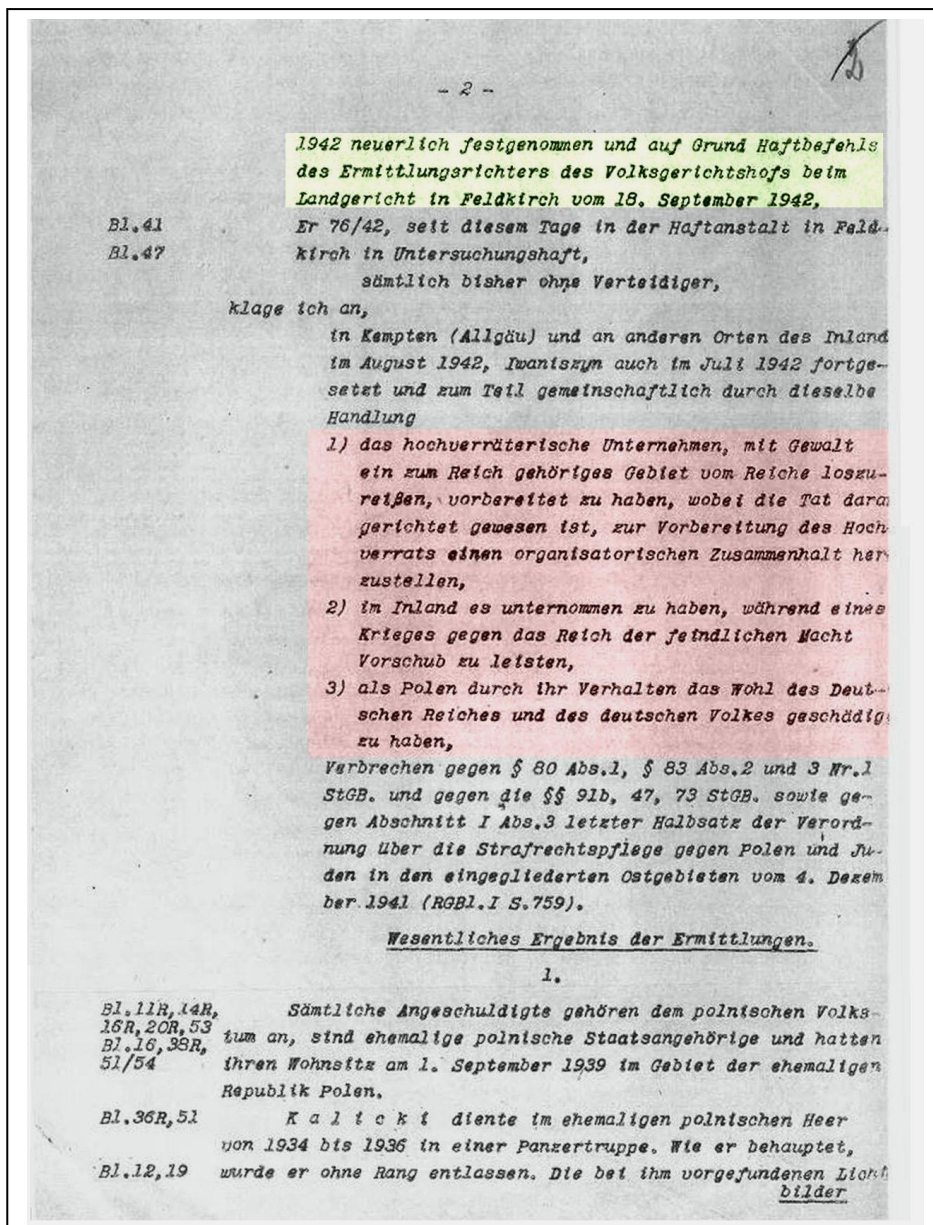 - 2 -
1942 neuerlich festgenommen und auf Grund Haftbefehls
des Ermittlungsrichters des Volksgerichtshofs beim
Landgericht in Feldkirch vom 18. September 1942,
Bl.41 Er 76/42, seit diesem Tage in der Haftanstalt in Feld-
Bl.47 kirch in Untersuchungshaft,
sämtlich bisher ohne Verteidiger,
klage ich an,
in Kempten (Allgäu) und an anderen Orten des Inland
im August 1942, Iwaniszyn auch im Juli 1942 fortge-
setzt und zum Teil gemeinschaftlich durch dieselbe
Handlung
1) das hochverräterische Unternehmen, mit Gewalt
ein zum Reich gehöriges Gebiet vom Reiche loszu-
reißen, vorbereitet zu haben, wobei die Tat dara
gerichtet gewesen ist, zur Vorbereitung des Hoch
verrats einen organisatorischen Zusammenhalt her
zustellen,
2) im Inland es unternommen zu haben, während eines
Krieges gegen das Reich der feindlichen Macht
Vorschub zu leisten,
3) als Polen durch ihr Verhalten das Wohl des Deut-
schen Reiches und des deutschen Volkes geschädig
zu haben,
Verbrechen gegen § 80 Abs.1, § 83 Abs.2 und 3 Nr.1
StGB. und gegen die §§ 91b, 47, 73 StGB. sowie ge-
gen Abschnitt I Abs.3 letzter Halbsatz der Verord-
nung über die Strafrechtspflege gegen Polen und Ju-
den in den eingegliederten Ostgebieten vom 4. Dezem
ber 1941 (RGBl.I S.759).
Wesentliches Ergebnis der Ermittlungen.
1.
Bl.11R,14R, Sämtliche Angeschuldigte gehören dem polnischen Volks-
16R,20R,53 tum an, sind ehemalige polnische Staatsangehörige und hatten
Bl.16,38R, ihren Wohnsitz am 1. September 1939 im Gebiet der ehemaligen
51/54 Republik Polen.
Bl.36R,51 K a l i c k i diente im ehemaligen polnischen Heer
von 1934 bis 1936 in einer Panzertruppe. Wie er behauptet,
Bl.12,19 wurde er ohne Rang entlassen. Die bei ihm vorgefundenen Licht
bilder